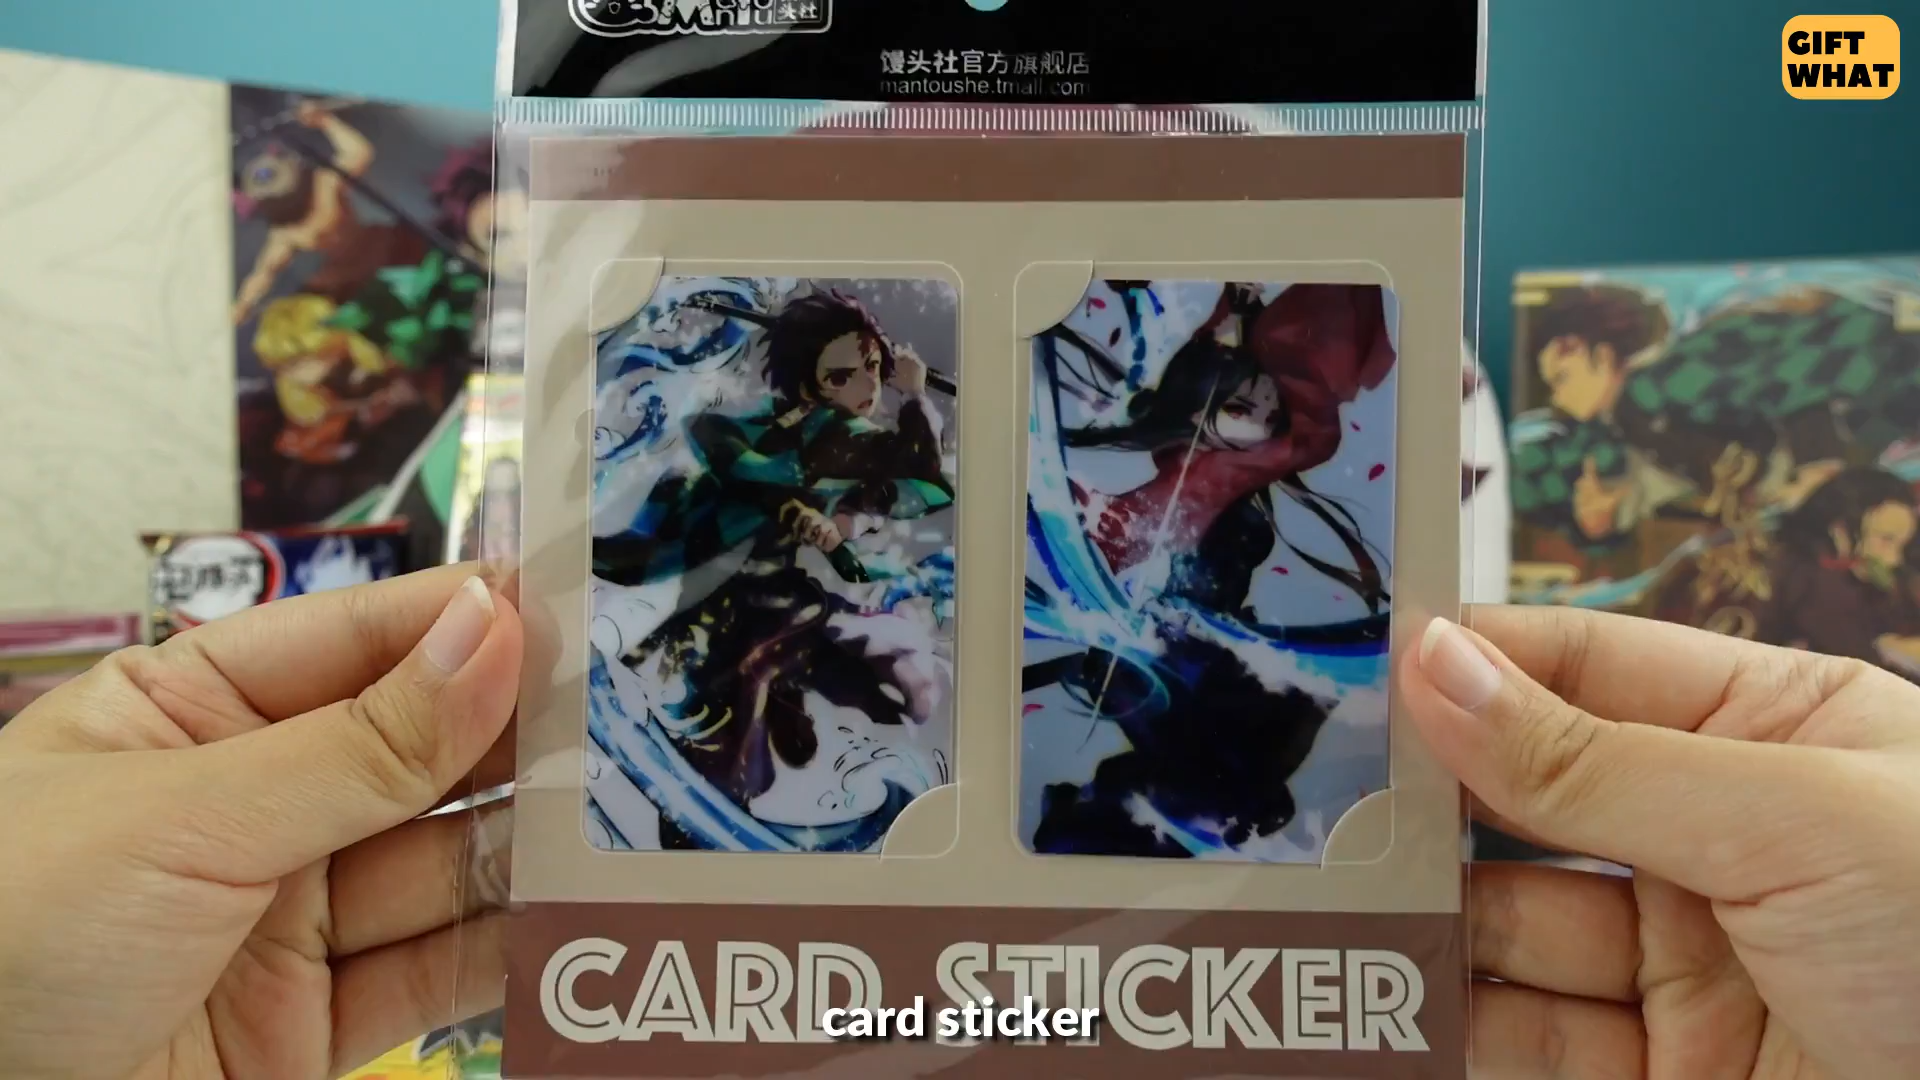 GIFT
WHAT
馒头社官方旗舰店
mantoushe.tmall.com
CARD STICKER
card sticker